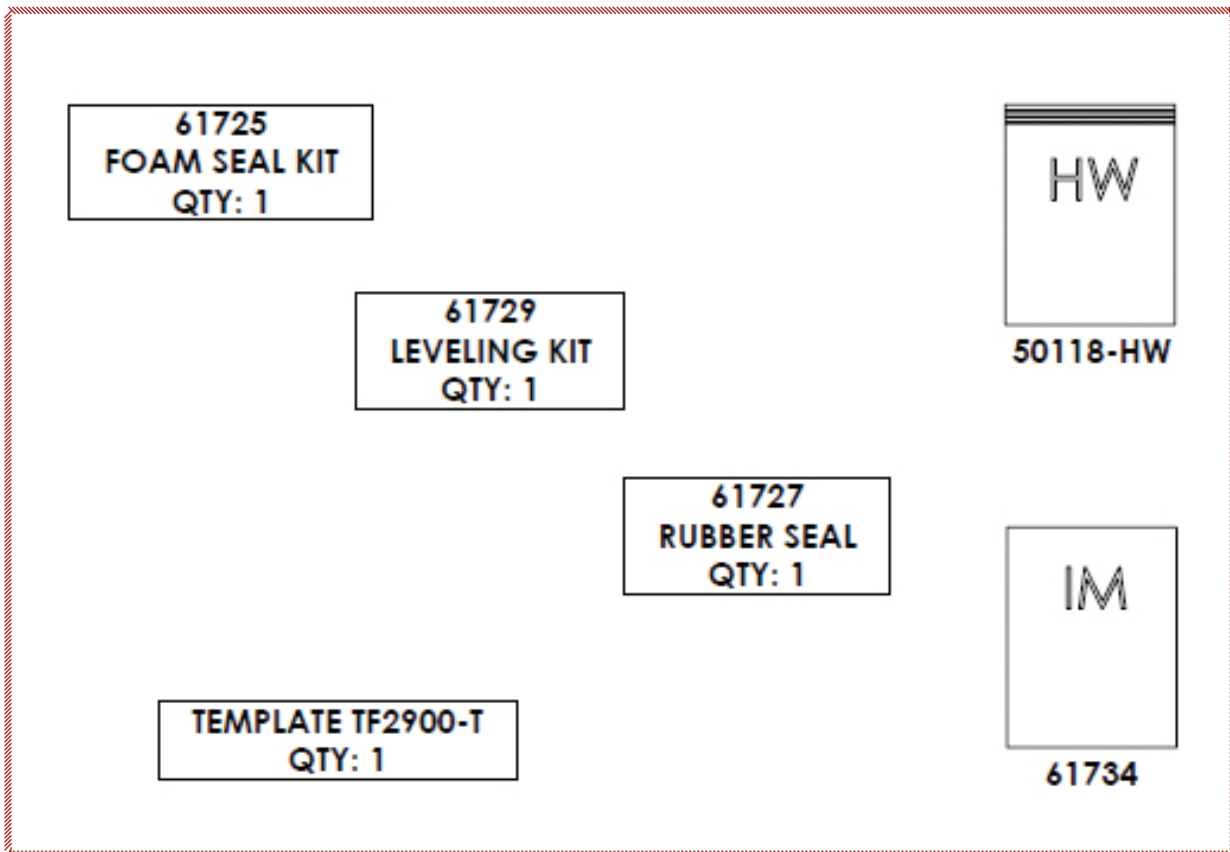 61725
FOAM SEAL KIT
QTY: 1
HW
50118-HW
61729
LEVELING KIT
QTY: 1
61727
RUBBER SEAL
QTY: 1
IM
61734
TEMPLATE TF2900-T
QTY: 1